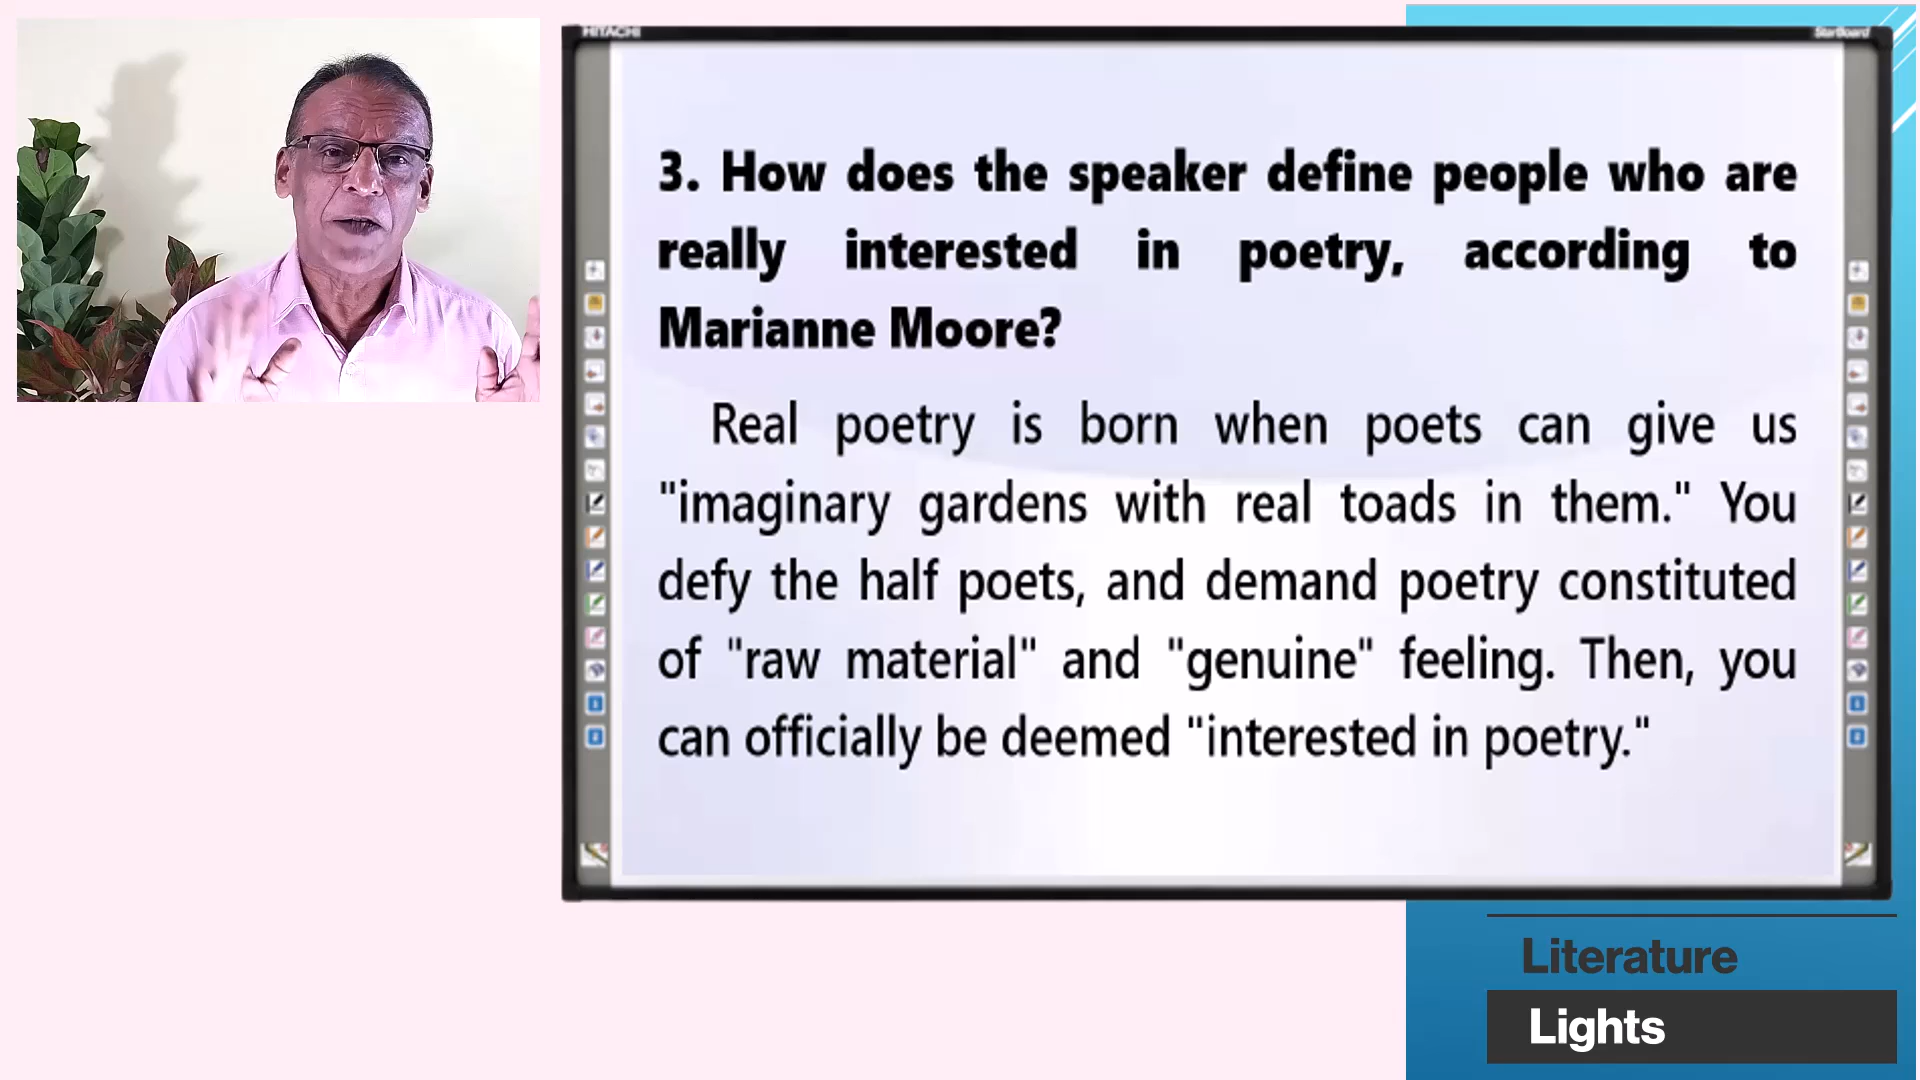 HITACHI
StarBoard
3. How does the speaker define people who are
really interested in poetry, according to
Marianne Moore?
Real poetry is born when poets can give us
"imaginary gardens with real toads in them." You
defy the half poets, and demand poetry constituted
of "raw material" and "genuine" feeling. Then, you
can officially be deemed "interested in poetry."
Literature
Lights